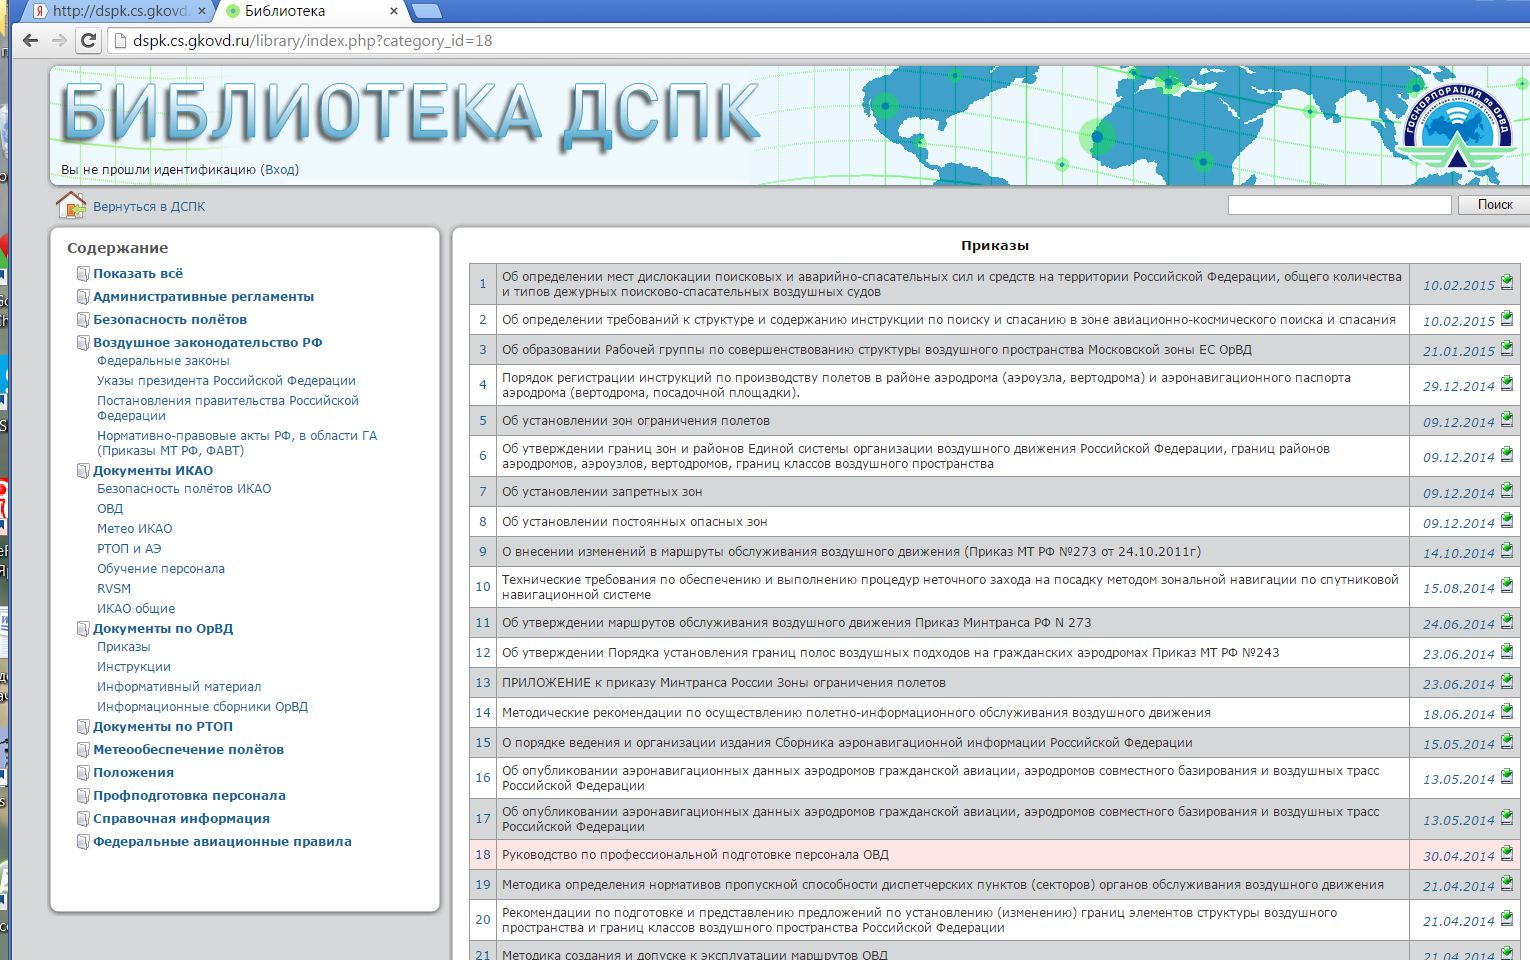 http://dspk.cs.gkovd.
Библиотека
dspk.cs.gkovd.ru/library/index.php?category_id=18
БИБЛИОТЕКА ДСПК
ГОСКОРПОРАЦИЯ по ОрВД
Вы не прошли идентификацию (Вход)
Вернуться в ДСПК
Поиск
Содержание
Показать всё
Административные регламенты
Безопасность полётов
Воздушное законодательство РФ
Федеральные законы
Указы президента Российской Федерации
Постановления правительства Российской
Федерации
Нормативно-правовые акты РФ, в области ГА
(Приказы МТ РФ, ФАВТ)
Документы ИКАО
Безопасность полётов ИКАО
ОВД
Метео ИКАО
РТОП и АЭ
Обучение персонала
RVSM
ИКАО общие
Документы по ОрВД
Приказы
Инструкции
Информативный материал
Информационные сборники ОрВД
Документы по РТОП
Метеообеспечение полётов
Положения
Профподготовка персонала
Справочная информация
Федеральные авиационные правила
Приказы
1 Об определении мест дислокации поисковых и аварийно-спасательных сил и средств на территории Российской Федерации, общего количества
и типов дежурных поисково-спасательных воздушных судов 10.02.2015
2 Об определении требований к структуре и содержанию инструкции по поиску и спасанию в зоне авиационно-космического поиска и спасания 10.02.2015
3 Об образовании Рабочей группы по совершенствованию структуры воздушного пространства Московской зоны ЕС ОрВД 21.01.2015
4 Порядок регистрации инструкций по производству полетов в районе аэродрома (аэроузла, вертодрома) и аэронавигационного паспорта
аэродрома (вертодрома, посадочной площадки). 29.12.2014
5 Об установлении зон ограничения полетов 09.12.2014
6 Об утверждении границ зон и районов Единой системы организации воздушного движения Российской Федерации, границ районов
аэродромов, аэроузлов, вертодромов, границ классов воздушного пространства 09.12.2014
7 Об установлении запретных зон 09.12.2014
8 Об установлении постоянных опасных зон 09.12.2014
9 О внесении изменений в маршруты обслуживания воздушного движения (Приказ МТ РФ №273 от 24.10.2011г) 14.10.2014
10 Технические требования по обеспечению и выполнению процедур неточного захода на посадку методом зональной навигации по спутниковой
навигационной системе 15.08.2014
11 Об утверждении маршрутов обслуживания воздушного движения Приказ Минтранса РФ N 273 24.06.2014
12 Об утверждении Порядка установления границ полос воздушных подходов на гражданских аэродромах Приказ МТ РФ №243 23.06.2014
13 ПРИЛОЖЕНИЕ к приказу Минтранса России Зоны ограничения полетов 23.06.2014
14 Методические рекомендации по осуществлению полетно-информационного обслуживания воздушного движения 18.06.2014
15 О порядке ведения и организации издания Сборника аэронавигационной информации Российской Федерации 15.05.2014
16 Об опубликовании аэронавигационных данных аэродромов гражданской авиации, аэродромов совместного базирования и воздушных трасс
Российской Федерации 13.05.2014
17 Об опубликовании аэронавигационных данных аэродромов гражданской авиации, аэродромов совместного базирования и воздушных трасс
Российской Федерации 13.05.2014
18 Руководство по профессиональной подготовке персонала ОВД 30.04.2014
19 Методика определения нормативов пропускной способности диспетчерских пунктов (секторов) органов обслуживания воздушного движения 21.04.2014
20 Рекомендации по подготовке и представлению предложений по установлению (изменению) границ элементов структуры воздушного
пространства и границ классов воздушного пространства Российской Федерации 21.04.2014
21 Методика создания и допуске к эксплуатации маршрутов ОВД 21.04.2014